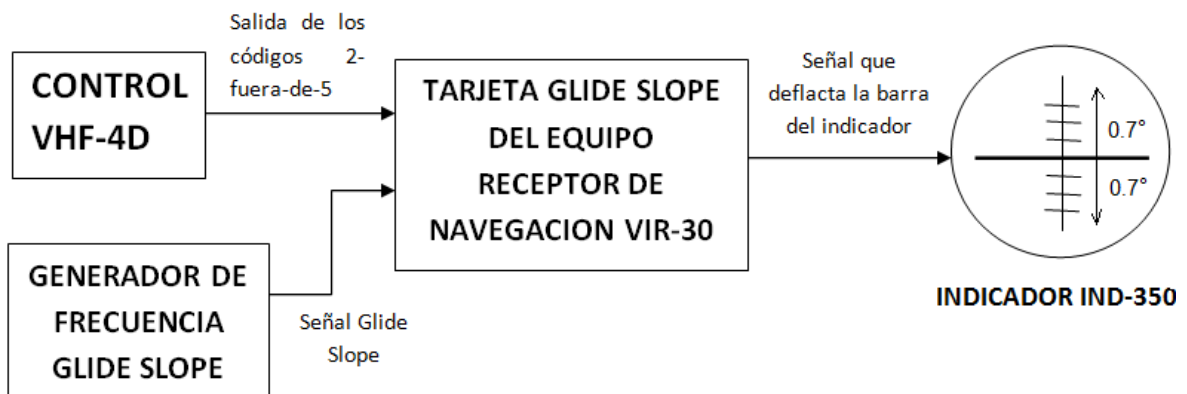 Salida de los
códigos 2-
fuera-de-5
CONTROL
VHF-4D
TARJETA GLIDE SLOPE
DEL EQUIPO
RECEPTOR DE
NAVEGACION VIR-30
Señal que
deflacta la barra
del indicador
0.7°
0.7°
INDICADOR IND-350
GENERADOR DE
FRECUENCIA
GLIDE SLOPE
Señal Glide
Slope